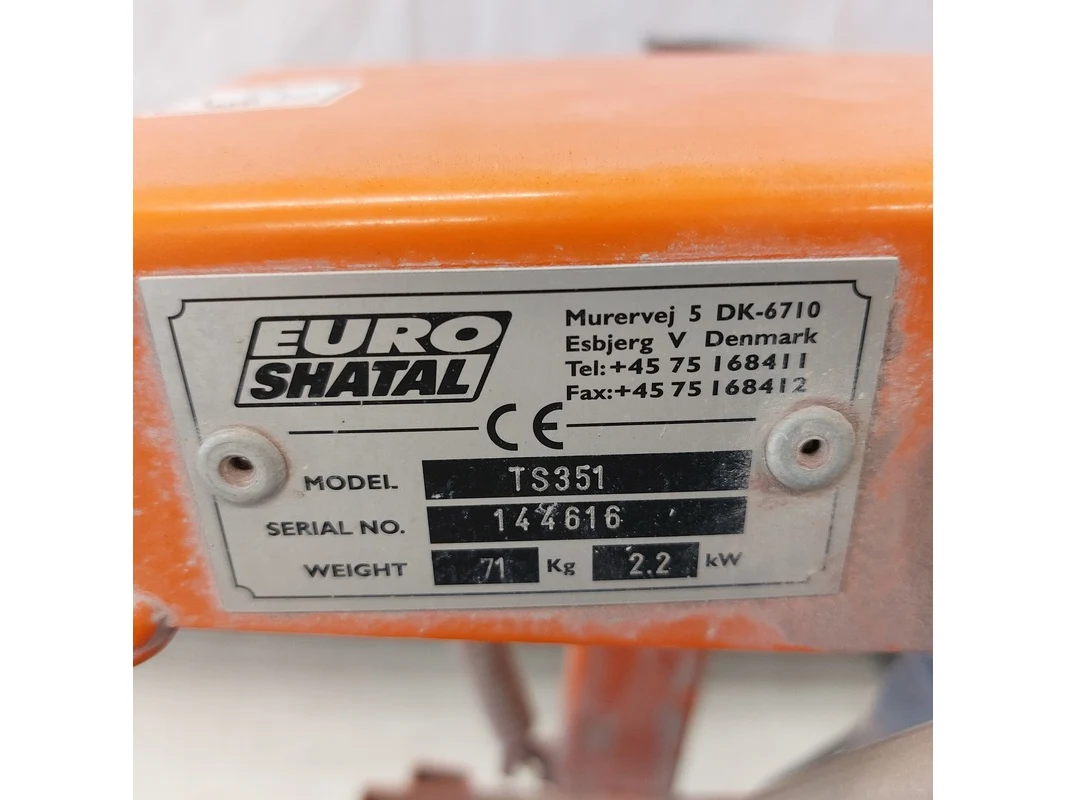 EURO
SHATAL
Murervej 5 DK-6710
Esbjerg V Denmark
Tel:+45 75 168411
Fax:+45 75 168412
CE
MODEL TS351
SERIAL NO. 144616
WEIGHT 71 Kg 2.2 kW